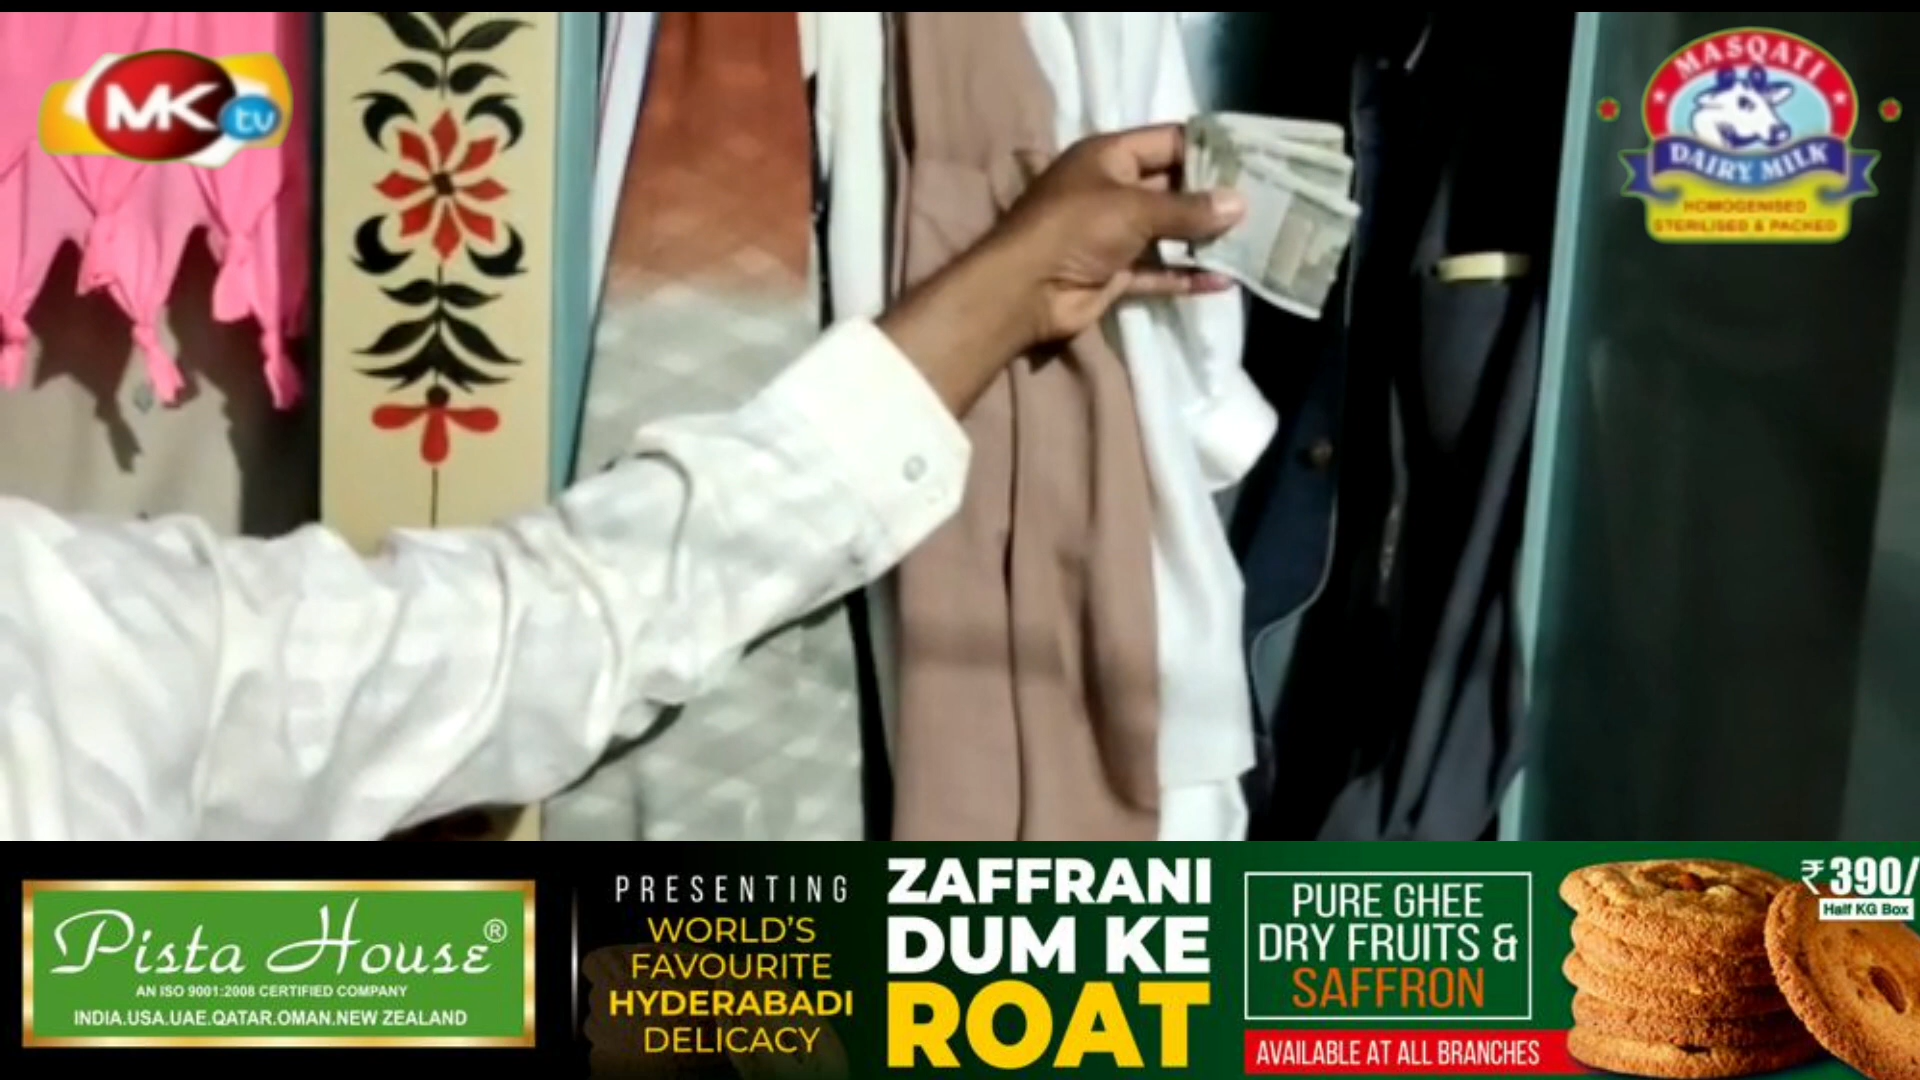 MK tv
MASQATI
DAIRY MILK
HOMOGENISED
STERILISED & PACKED
Pista House®
AN ISO 9001:2008 CERTIFIED COMPANY
INDIA.USA.UAE.QATAR.OMAN.NEW ZEALAND
PRESENTING
WORLD'S
FAVOURITE
HYDERABADI
DELICACY
ZAFFRANI
DUM KE
ROAT
PURE GHEE
DRY FRUITS &
SAFFRON
AVAILABLE AT ALL BRANCHES
₹390/
Half KG Box